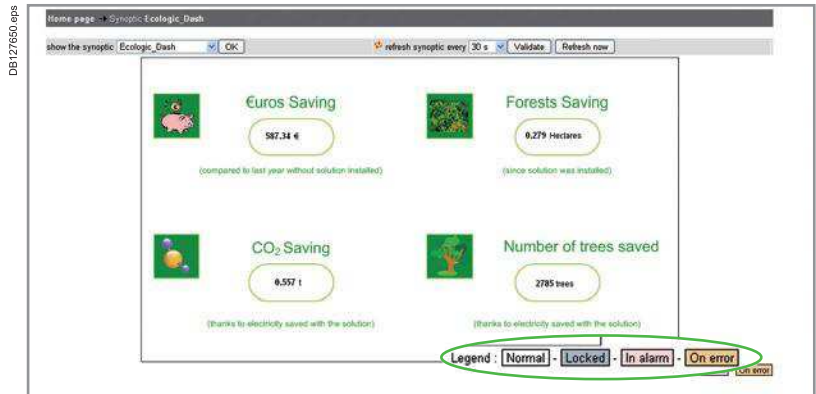 DB127650.eps
Home page ➔ Synoptic Ecologic_Dash
show the synoptic Ecologic_Dash OK refresh synoptic every 30 s Validate Refresh now
€uros Saving
587.34 €
(compared to last year without solution installed)
Forests Saving
0.279 Hectares
(since solution was installed)
CO₂ Saving
0.557 t
(thanks to electricity saved with the solution)
Number of trees saved
2785 trees
(thanks to electricity saved with the solution)
Legend : Normal - Locked - In alarm - On error
On error